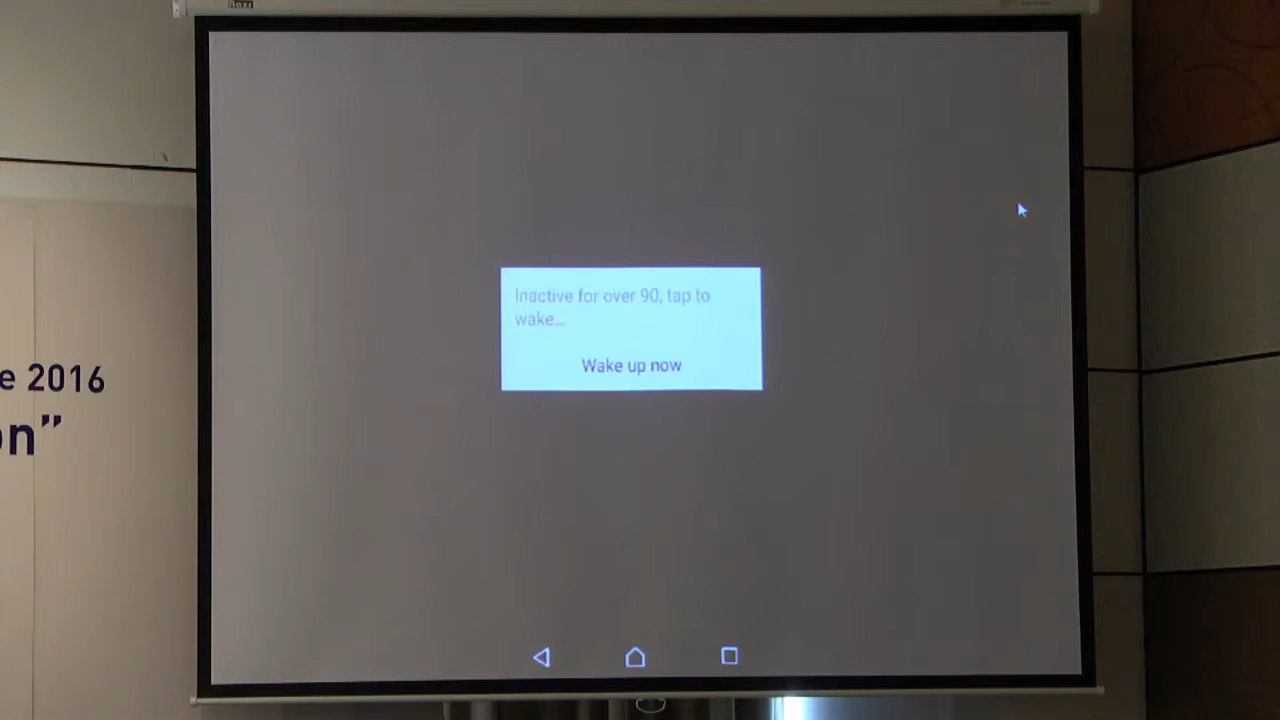 e 2016
on”
Inactive for over 90, tap to
wake...
Wake up now